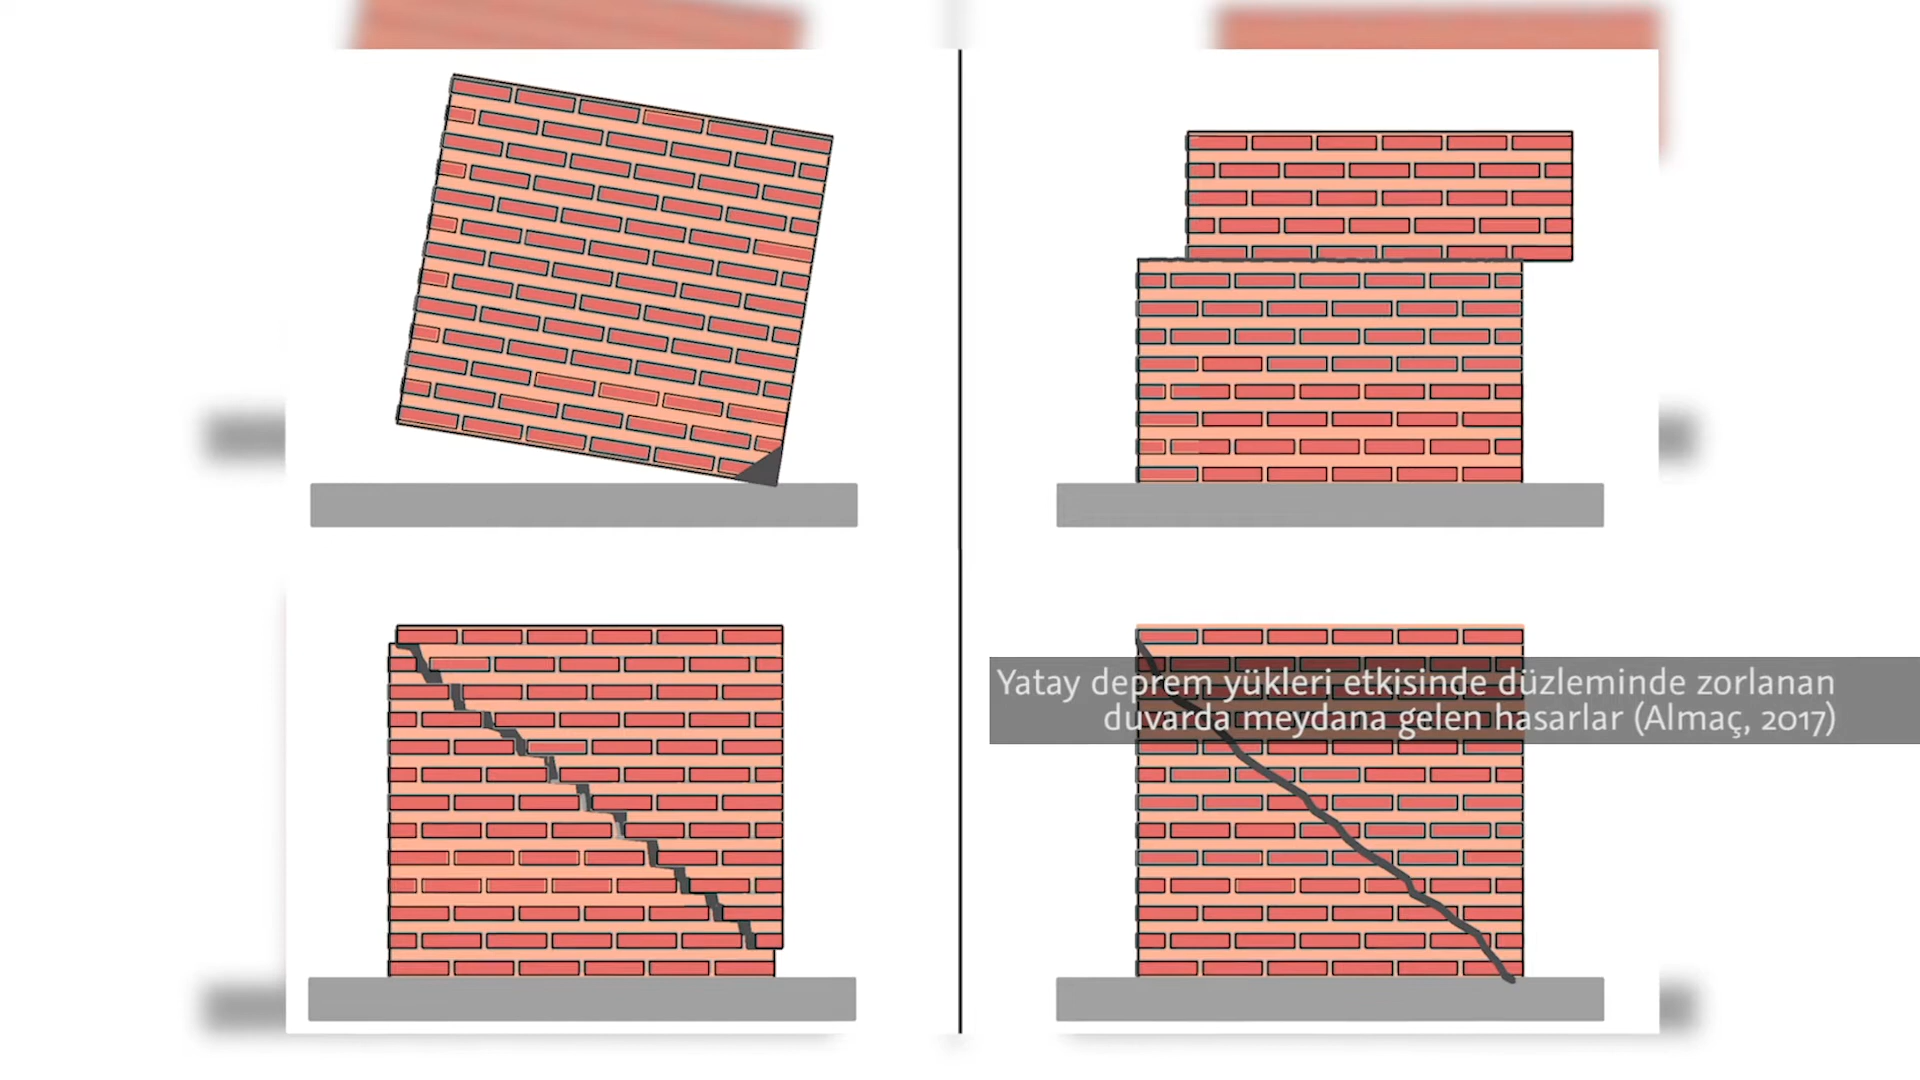 Yatay deprem yükleri etkisinde düzleminde zorlanan
duvarda meydana gelen hasarlar (Almaç, 2017)